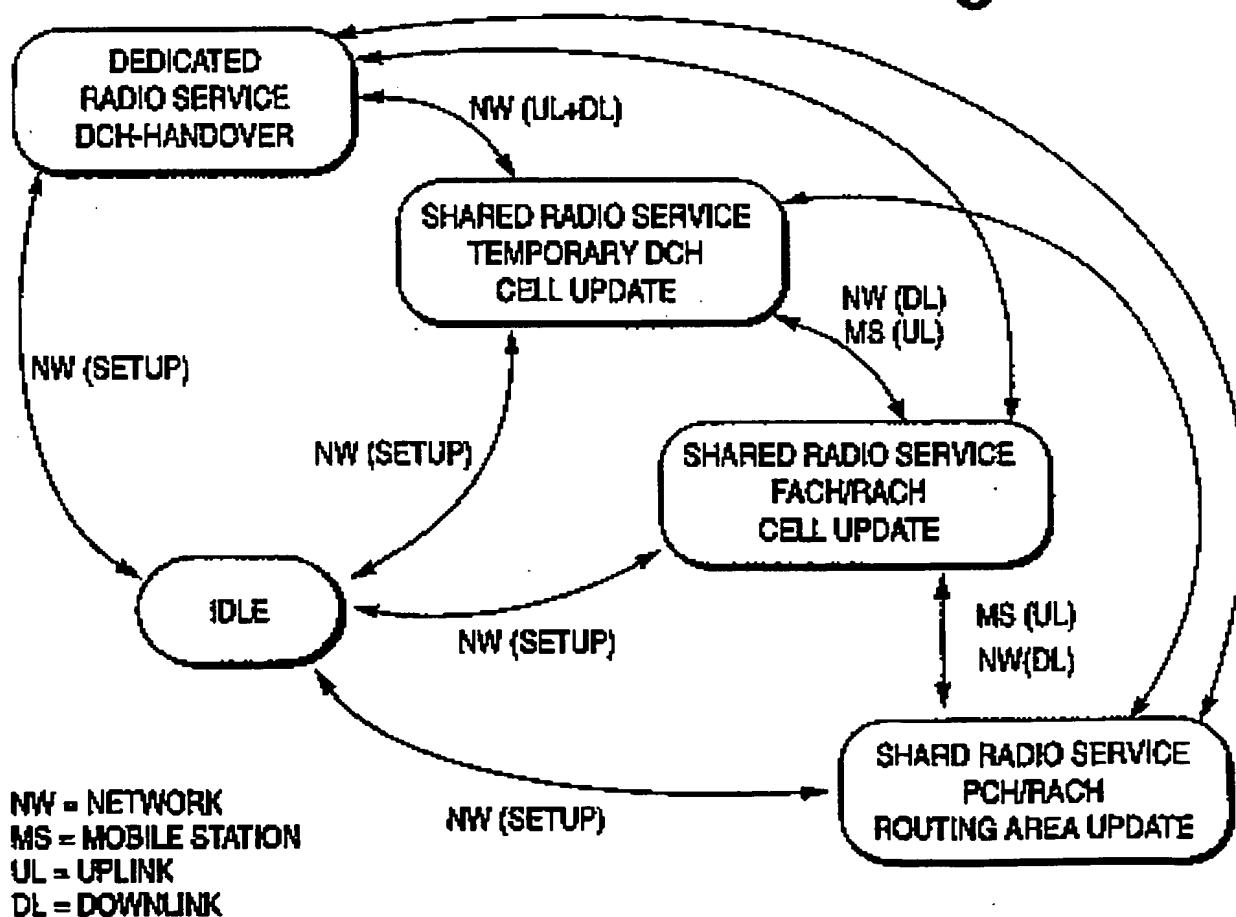 DEDICATED
RADIO SERVICE
DCH-HANDOVER
NW (UL+DL)
SHARED RADIO SERVICE
TEMPORARY DCH
CELL UPDATE
NW (DL)
MS (UL)
NW (SETUP)
NW (SETUP)
SHARED RADIO SERVICE
FACH/RACH
CELL UPDATE
IDLE
NW (SETUP)
MS (UL)
NW(DL)
SHARD RADIO SERVICE
PCH/RACH
ROUTING AREA UPDATE
NW (SETUP)
NW = NETWORK
MS = MOBILE STATION
UL = UPLINK
DL = DOWNLINK